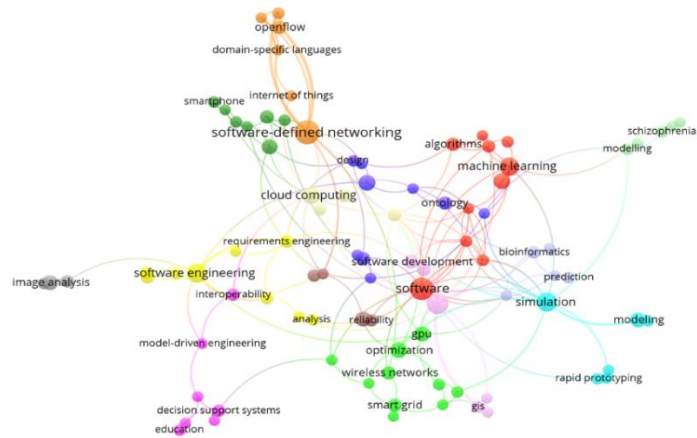 openflow
domain-specific languages
internet of things
smartphone
software-defined networking
schizophrenia
algorithms
modelling
design
machine learning
cloud computing
ontology
requirements engineering
bioinformatics
software development
software engineering
prediction
image analysis
interoperability
software
simulation
analysis
reliability
modeling
gpu
model-driven engineering
optimization
wireless networks
rapid prototyping
smart grid
gis
decision support systems
education